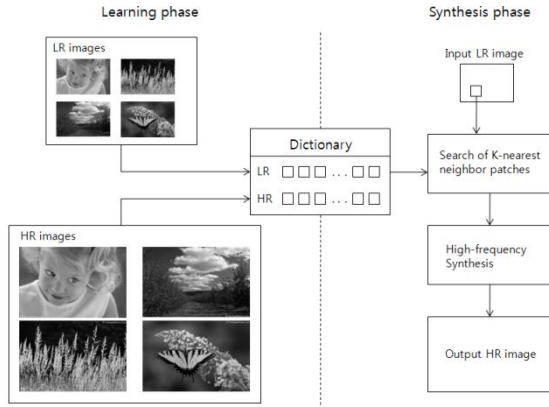 Learning phase
Synthesis phase
LR images
Input LR image
Dictionary
LR
...
HR
...
Search of K-nearest
neighbor patches
HR images
High-frequency
Synthesis
Output HR image